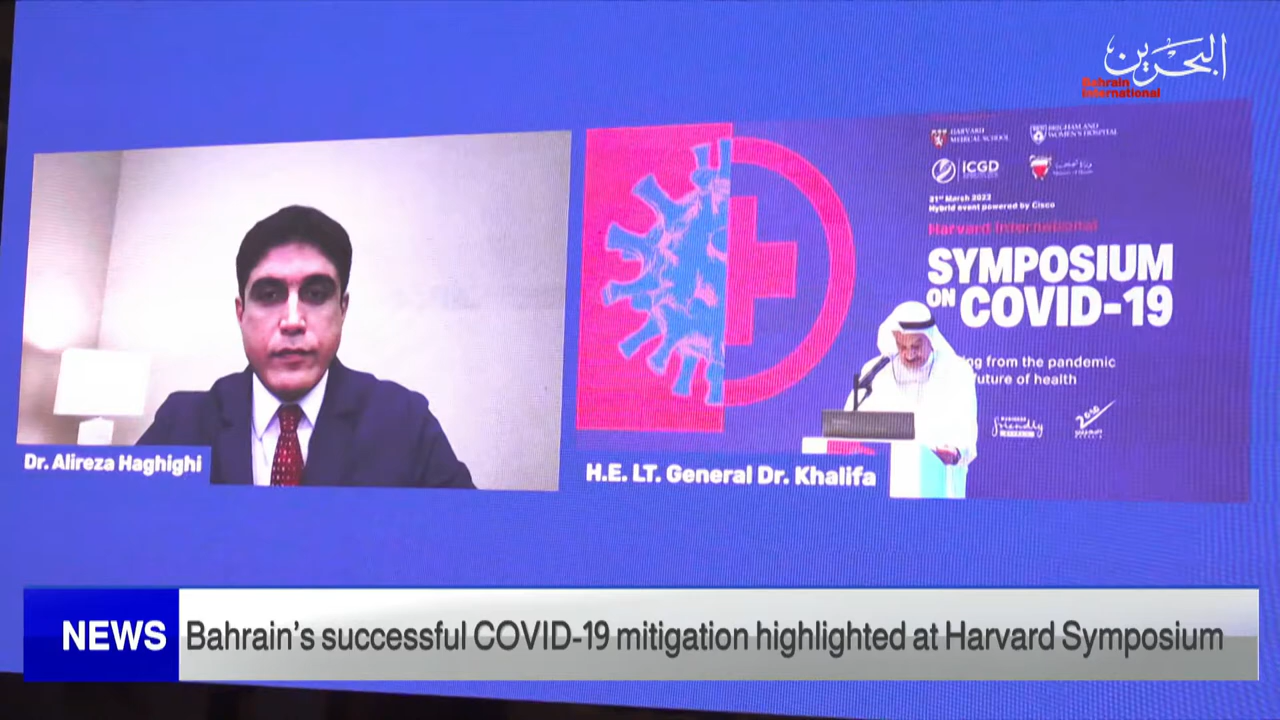 البحرين
Bahrain
International
HARVARD
MEDICAL SCHOOL
BRIGHAM AND
WOMEN'S HOSPITAL
ICGD
31st March 2022
Hybrid event powered by Cisco
Harvard International
SYMPOSIUM
ON COVID-19
from the pandemic
future of health
friendly
Dr. Alireza Haghighi
H.E. LT. General Dr. Khalifa
NEWS
Bahrain's successful COVID-19 mitigation highlighted at Harvard Symposium